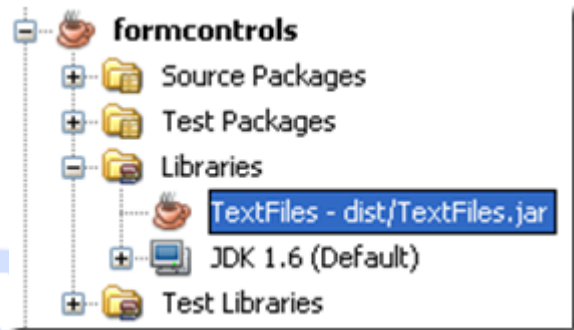 formcontrols
Source Packages
Test Packages
Libraries
TextFiles - dist/TextFiles.jar
JDK 1.6 (Default)
Test Libraries